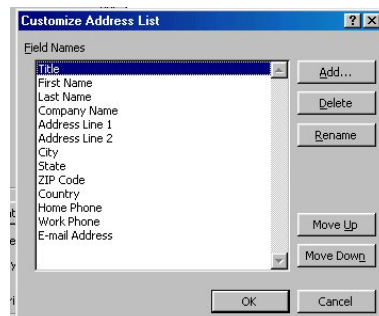 Customize Address List
Field Names
Title
First Name
Last Name
Company Name
Address Line 1
Address Line 2
City
State
ZIP Code
Country
Home Phone
Work Phone
E-mail Address
Add...
Delete
Rename
Move Up
Move Down
OK
Cancel